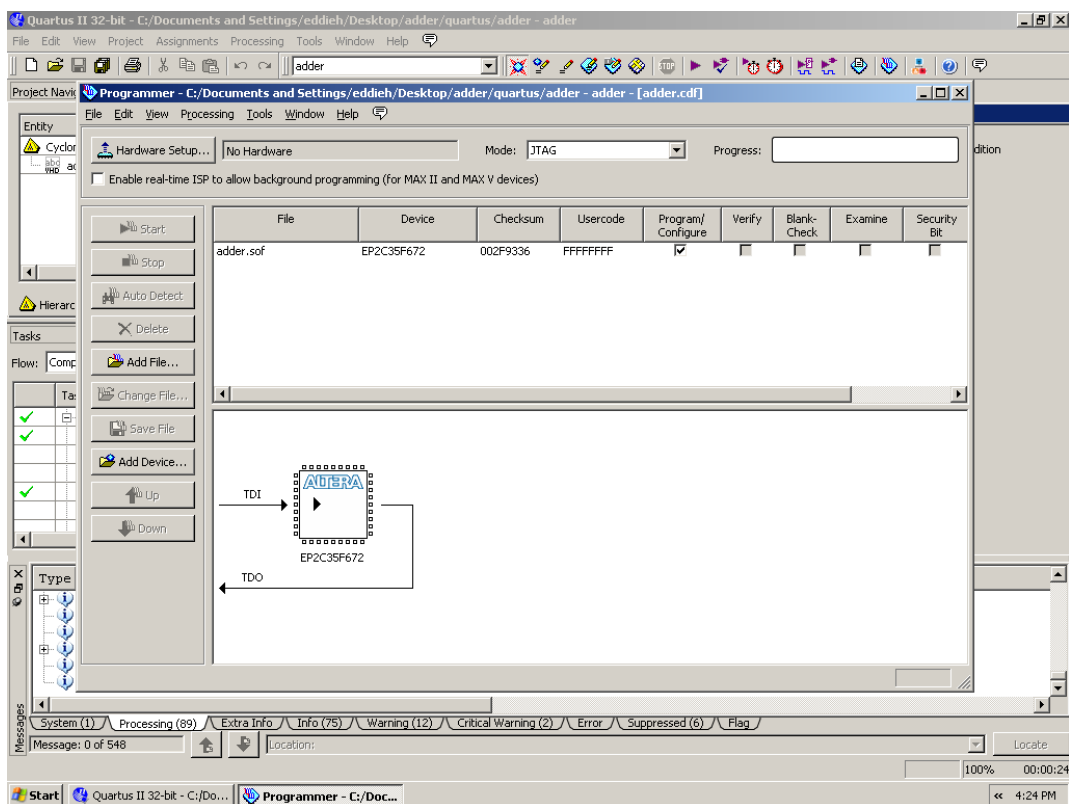 Quartus II 32-bit - C:/Documents and Settings/eddieh/Desktop/adder/quartus/adder - adder
File Edit View Project Assignments Processing Tools Window Help
adder
Project Navig
Programmer - C:/Documents and Settings/eddieh/Desktop/adder/quartus/adder - adder - [adder.cdf]
File Edit View Processing Tools Window Help
Entity
Cyclor
abd VHD ad
Hardware Setup... No Hardware Mode: JTAG Progress:
dition
Enable real-time ISP to allow background programming (for MAX II and MAX V devices)
File Device Checksum Usercode Program/Configure Verify Blank-Check Examine Security Bit
adder.sof EP2C35F672 002F9336 FFFFFFFF
Start
Stop
Auto Detect
Delete
Add File...
Change File...
Save File
Add Device...
Up
Down
Hierarc
Tasks
Flow: Comp
Ta
ALTERA
TDI
EP2C35F672
TDO
Type
Messages
System (1) Processing (89) Extra Info Info (75) Warning (12) Critical Warning (2) Error Suppressed (6) Flag
Message: 0 of 548 Location: Locate
100% 00:00:24
Start Quartus II 32-bit - C:/Do... Programmer - C:/Doc... « 4:24 PM